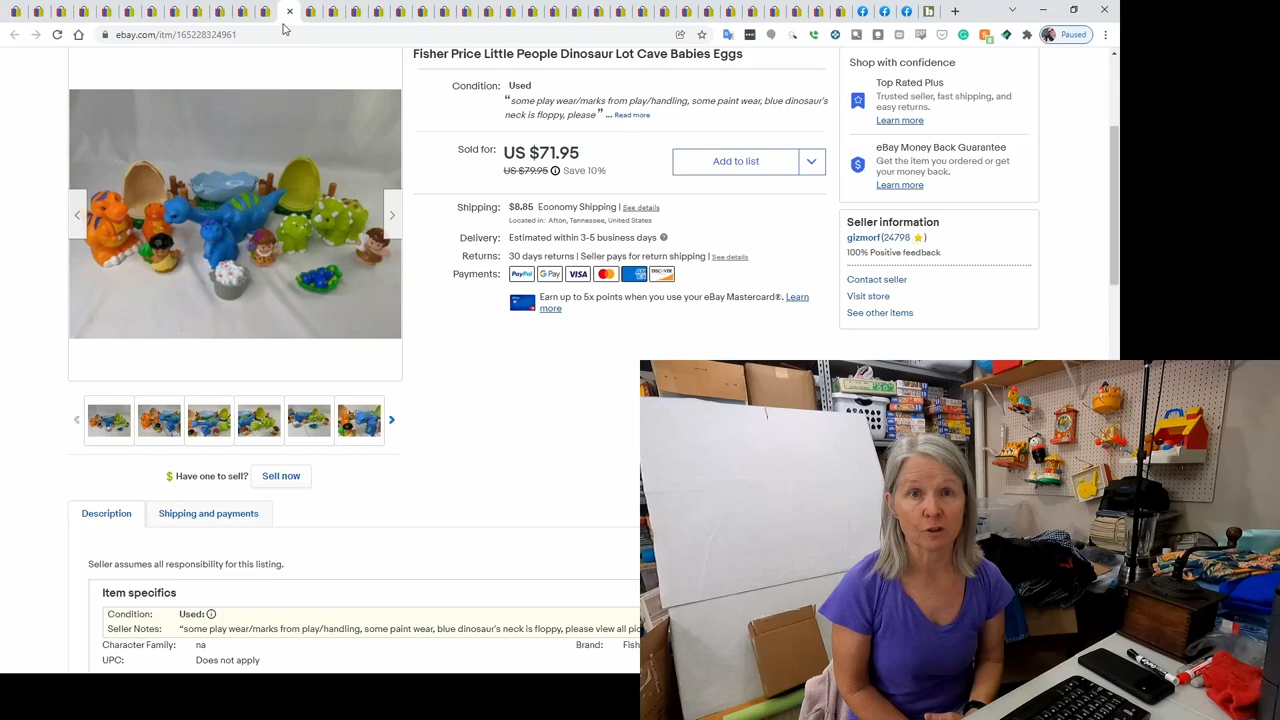 ebay.com/itm/165228324961
Paused
Fisher Price Little People Dinosaur Lot Cave Babies Eggs
Condition: Used
"some play wear/marks from play/handling, some paint wear, blue dinosaur's
neck is floppy, please" ... Read more
Sold for: US $71.95
US $79.95 Save 10%
Add to list
Shipping: $8.85 Economy Shipping | See details
Located in: Afton, Tennessee, United States
Delivery: Estimated within 3-5 business days
Returns: 30 days returns | Seller pays for return shipping | See details
Payments: PayPal G Pay VISA DISCOVER
Earn up to 5x points when you use your eBay Mastercard®. Learn
more
Shop with confidence
Top Rated Plus
Trusted seller, fast shipping, and
easy returns.
Learn more
eBay Money Back Guarantee
Get the item you ordered or get
your money back.
Learn more
Seller information
gizmorf (24798 )
100% Positive feedback
Contact seller
Visit store
See other items
Have one to sell? Sell now
Description Shipping and payments
Seller assumes all responsibility for this listing.
Item specifics
Condition: Used:
Seller Notes: "some play wear/marks from play/handling, some paint wear, blue dinosaur's neck is floppy, please view all pic
Character Family: na Brand: Fish
UPC: Does not apply